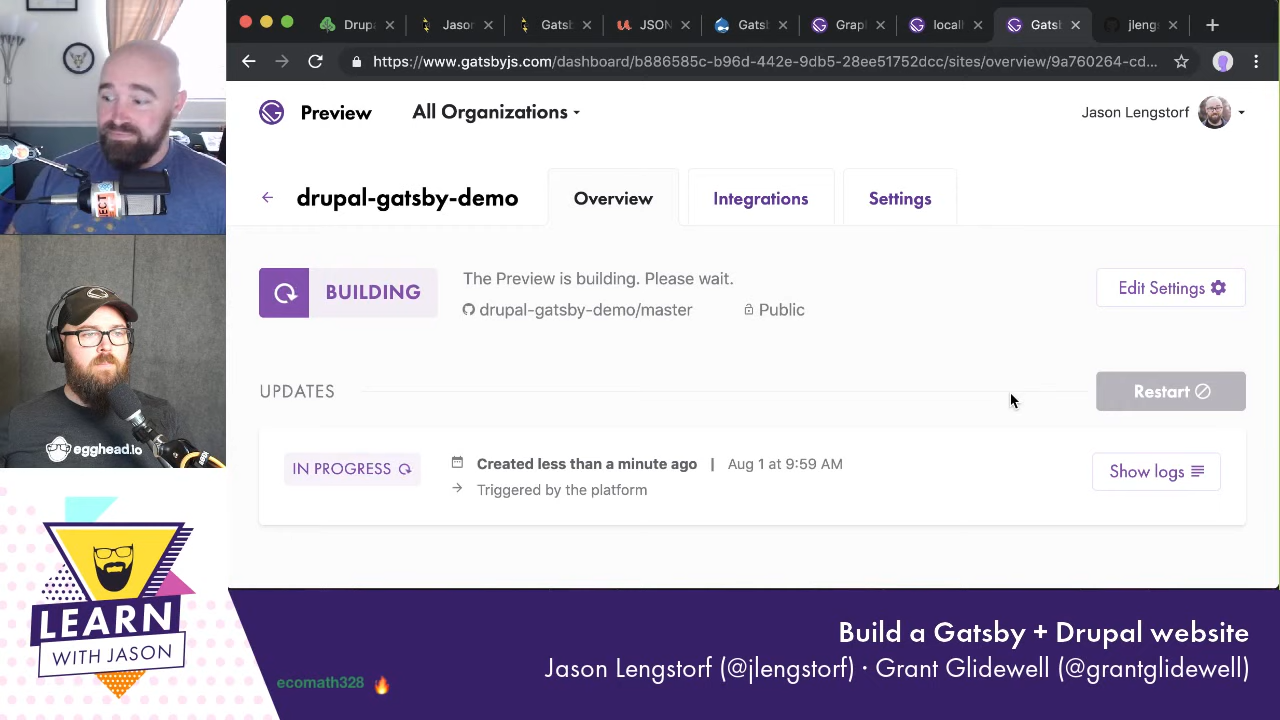 Drupa
Jason
Gatsb
JSON
Gatsb
Grap
local
Gatsb
jleng
https://www.gatsbyjs.com/dashboard/b886585c-b96d-442e-9db5-28ee51752dcc/sites/overview/9a760264-cd...
Preview
All Organizations
Jason Lengstorf
drupal-gatsby-demo
Overview
Integrations
Settings
BUILDING
The Preview is building. Please wait.
drupal-gatsby-demo/master
Public
Edit Settings
UPDATES
Restart
IN PROGRESS
Created less than a minute ago | Aug 1 at 9:59 AM
Triggered by the platform
Show logs
egghead.io
LEARN
WITH JASON
ecomath328
Build a Gatsby + Drupal website
Jason Lengstorf (@jlengstorf) · Grant Glidewell (@grantglidewell)